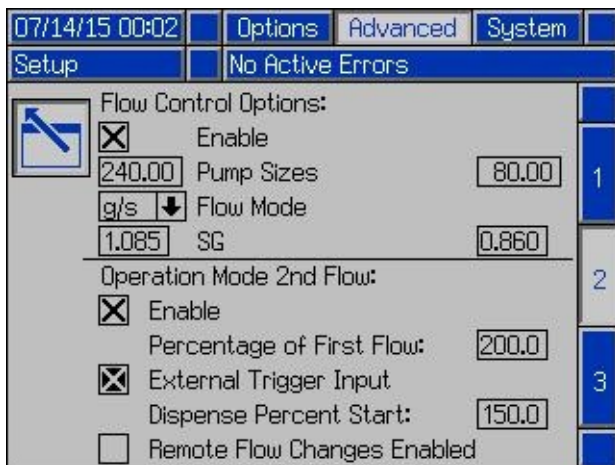 07/14/15 00:02 Options Advanced System
Setup No Active Errors
Flow Control Options:
Enable
240.00 Pump Sizes 80.00
g/s Flow Mode
1.085 SG 0.860
Operation Mode 2nd Flow:
Enable
Percentage of First Flow: 200.0
External Trigger Input
Dispense Percent Start: 150.0
Remote Flow Changes Enabled
1
2
3